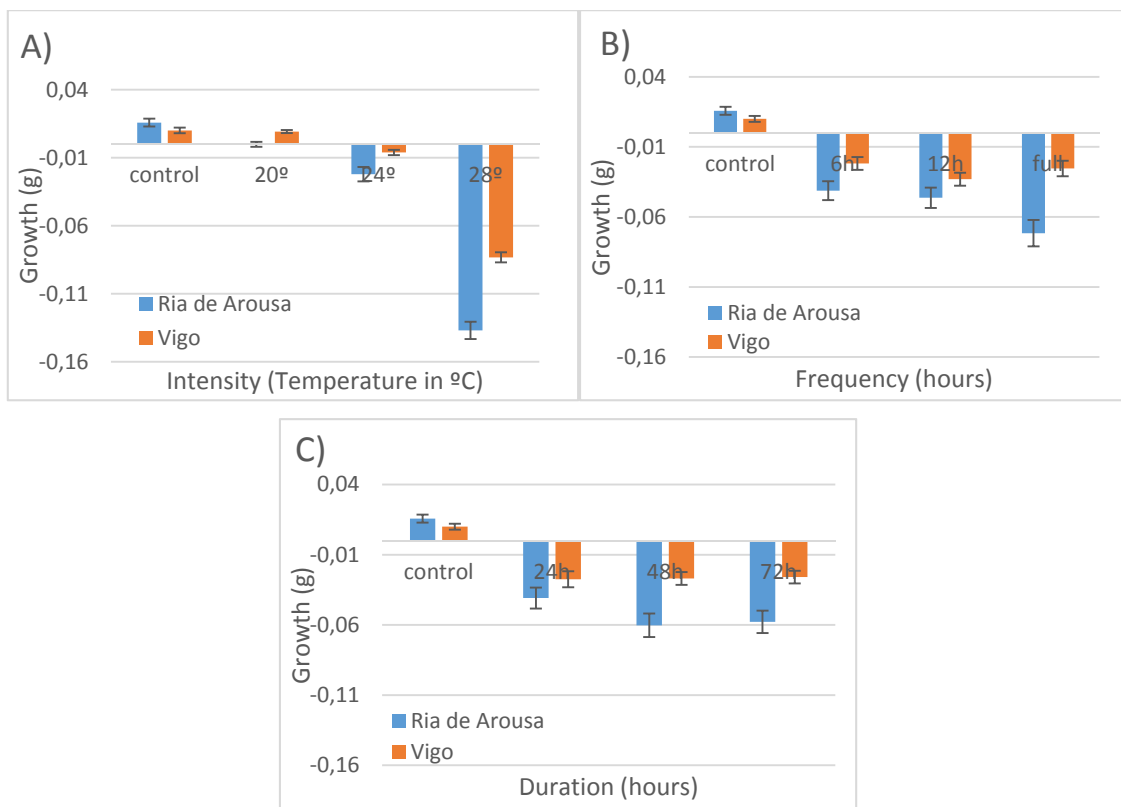 A)
0,04
-0,01
-0,06
-0,11
-0,16
Growth (g)
control 20º 24º 28º
Ria de Arousa
Vigo
Intensity (Temperature in ºC)
B)
0,04
-0,01
-0,06
-0,11
-0,16
Growth (g)
control 6h 12h full
Ria de Arousa
Vigo
Frequency (hours)
C)
0,04
-0,01
-0,06
-0,11
-0,16
Growth (g)
control 24h 48h 72h
Ria de Arousa
Vigo
Duration (hours)